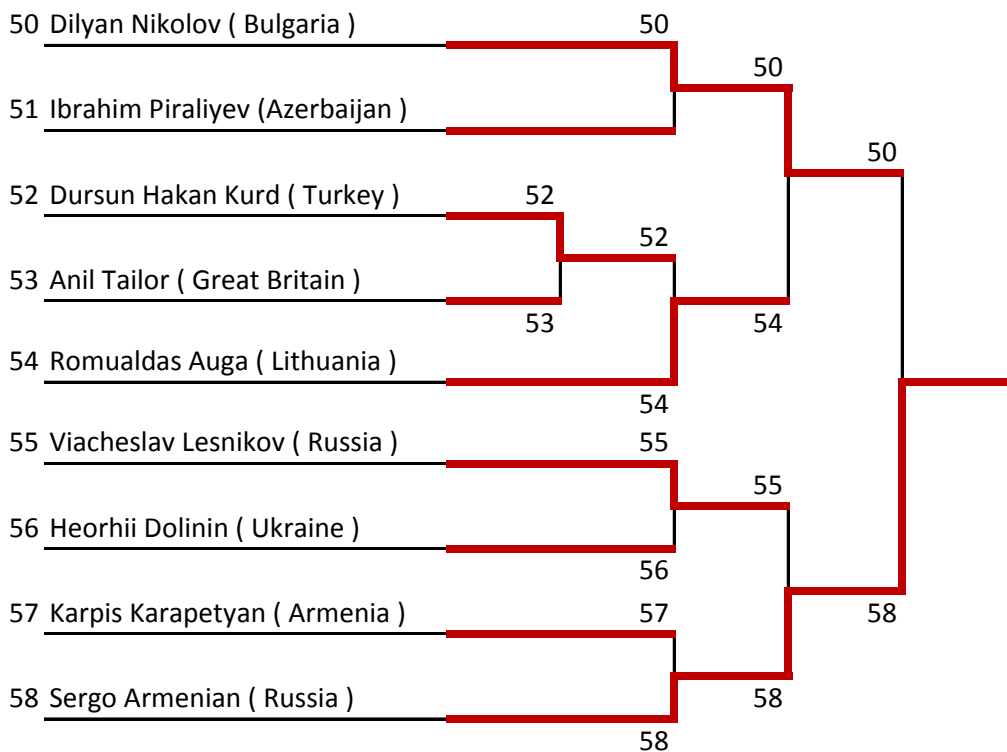 50 Dilyan Nikolov ( Bulgaria ) 50
50
51 Ibrahim Piraliyev (Azerbaijan )
50
52 Dursun Hakan Kurd ( Turkey ) 52
52
53 Anil Tailor ( Great Britain )
53 54
54 Romualdas Auga ( Lithuania )
54
55 Viacheslav Lesnikov ( Russia ) 55
55
56 Heorhii Dolinin ( Ukraine )
56
57 Karpis Karapetyan ( Armenia ) 57 58
58 Sergo Armenian ( Russia ) 58
58